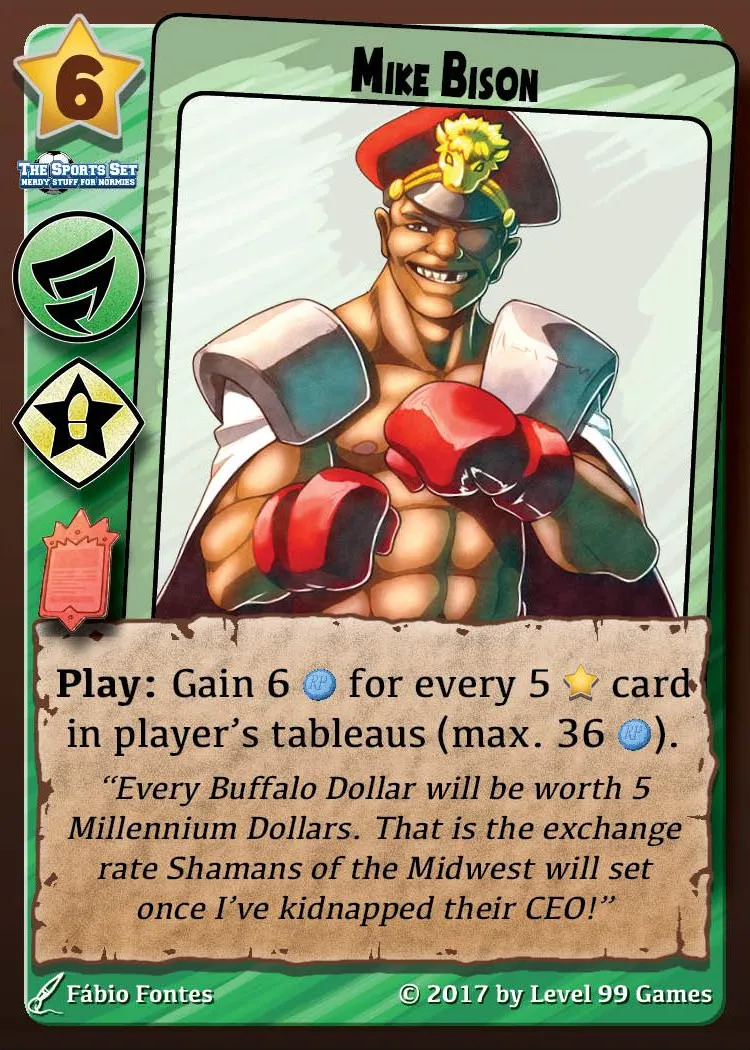 6
Mike Bison
The Sports Set
Nerdy Stuff for Normies
Play: Gain 6 RP for every 5 card
in player's tableaus (max. 36 RP).
“Every Buffalo Dollar will be worth 5
Millennium Dollars. That is the exchange
rate Shamans of the Midwest will set
once I've kidnapped their CEO!”
Fábio Fontes
© 2017 by Level 99 Games